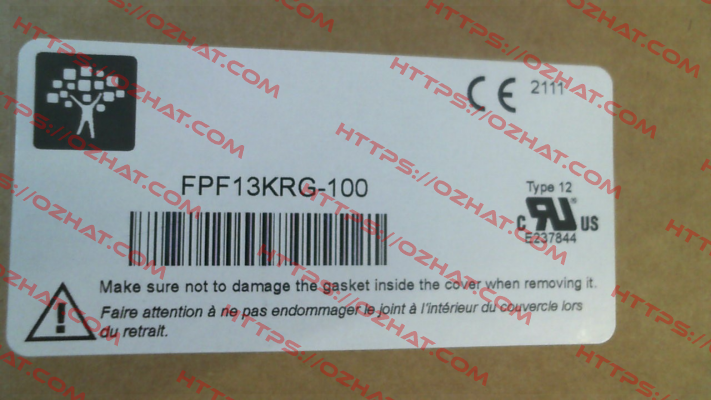 CE 2111
FPF13KRG-100
Type 12
c RU® US
E237844
Make sure not to damage the gasket inside the cover when removing it.
Faire attention à ne pas endommager le joint à l'intérieur du couvercle lors
du retrait.
HTTPS://OZHAT.COM